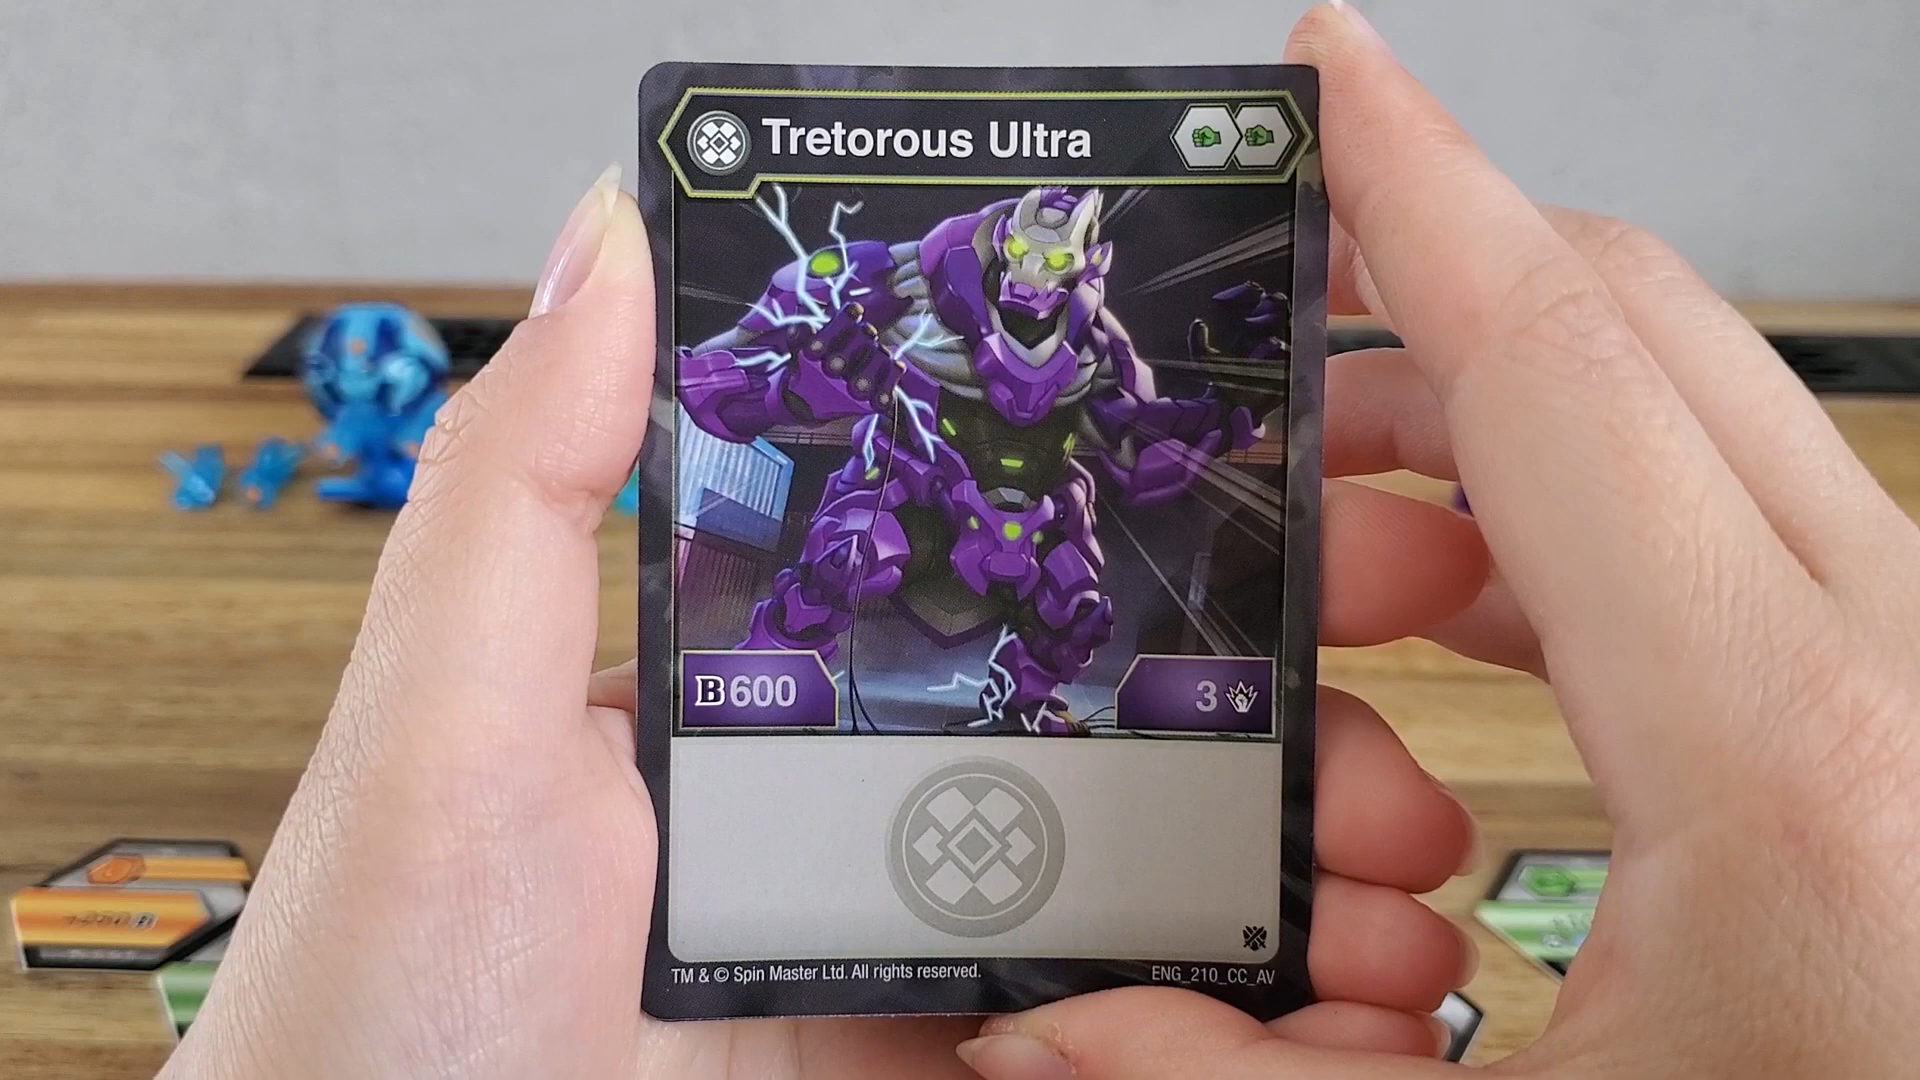 Tretorous Ultra
B600
3
TM & © Spin Master Ltd. All rights reserved.
ENG_210_CC_AV